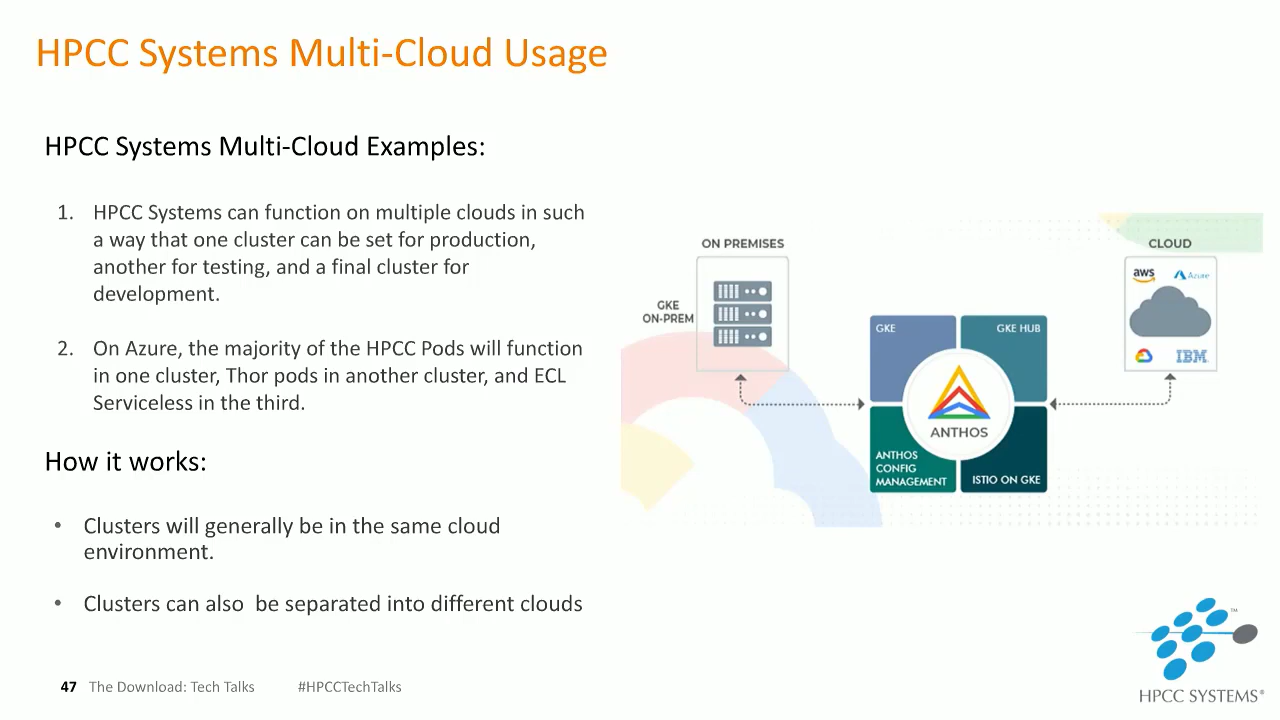 HPCC Systems Multi-Cloud Usage
HPCC Systems Multi-Cloud Examples:
1. HPCC Systems can function on multiple clouds in such
a way that one cluster can be set for production,
another for testing, and a final cluster for
development.
2. On Azure, the majority of the HPCC Pods will function
in one cluster, Thor pods in another cluster, and ECL
Serviceless in the third.
How it works:
• Clusters will generally be in the same cloud
environment.
• Clusters can also  be separated into different clouds
ON PREMISES
GKE
ON-PREM
GKE
GKE HUB
ANTHOS
ANTHOS
CONFIG
MANAGEMENT
ISTIO ON GKE
CLOUD
aws
Azure
IBM
47 The Download: Tech Talks #HPCCTechTalks
HPCC SYSTEMS®
™